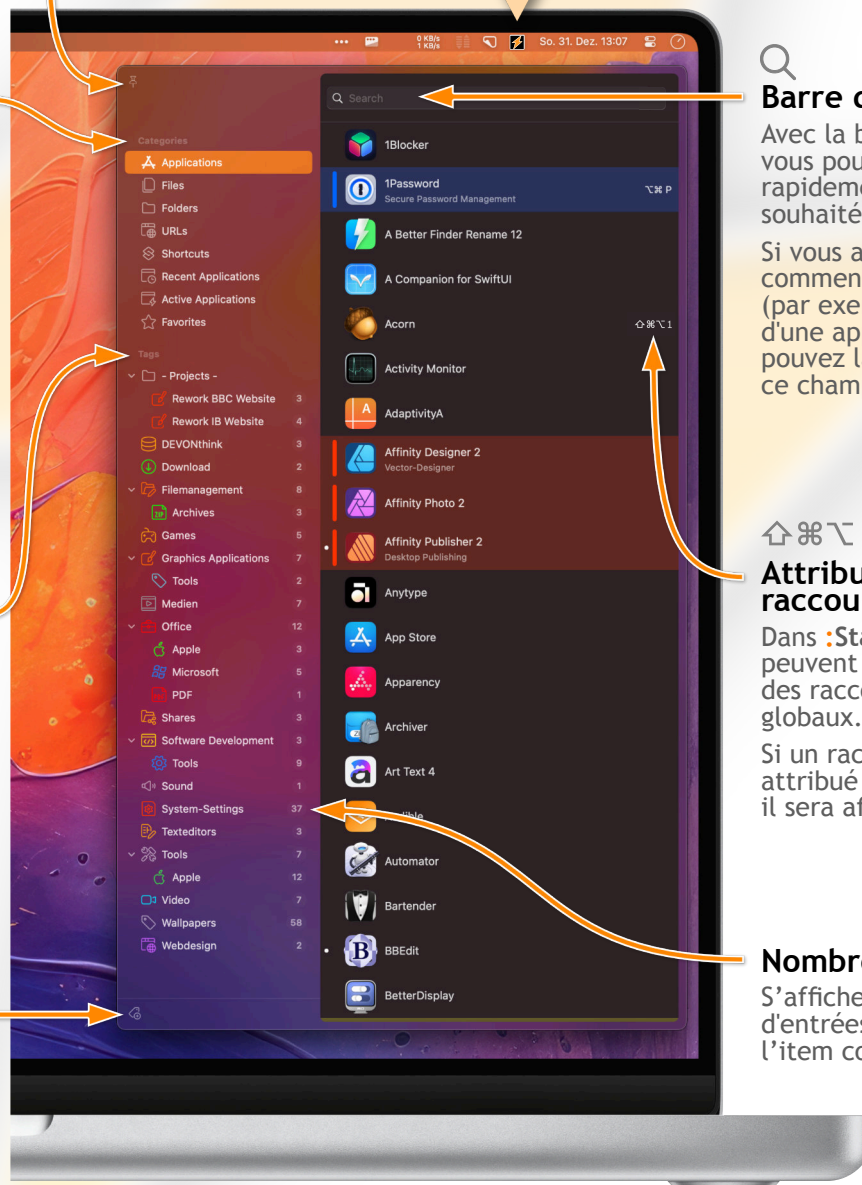 0 KB/s
1 KB/s
So. 31. Dez. 13:07
Search
Categories
Applications
Files
Folders
URLs
Shortcuts
Recent Applications
Active Applications
Favorites
Tags
- Projects -
Rework BBC Website 3
Rework IB Website 4
DEVONthink 3
Download 2
Filemanagement 8
Archives 3
Games 5
Graphics Applications 7
Tools 2
Medien 7
Office 12
Apple 3
Microsoft 5
PDF 1
Shares 3
Software Development 3
Tools 9
Sound 1
System-Settings 37
Texteditors 3
Tools 7
Apple 12
Video 7
Wallpapers 58
Webdesign 2
1Blocker
1Password ⌥⌘ P
Secure Password Management
A Better Finder Rename 12
A Companion for SwiftUI
Acorn ⇧⌘⌥1
Activity Monitor
AdaptivityA
Affinity Designer 2
Vector-Designer
Affinity Photo 2
Affinity Publisher 2
Desktop Publishing
Anytype
App Store
Apparency
Archiver
Art Text 4
Automator
Bartender
BBEdit
BetterDisplay
Barre d
Avec la b
vous pou
rapideme
souhaité
Si vous a
commen
(par exe
d'une ap
pouvez l
ce cham
⇧⌘⌥
Attribu
raccou
Dans :Sta
peuvent
des racco
globaux.
Si un rac
attribué
il sera af
Nombre
S’affiche
d'entrées
l’item co